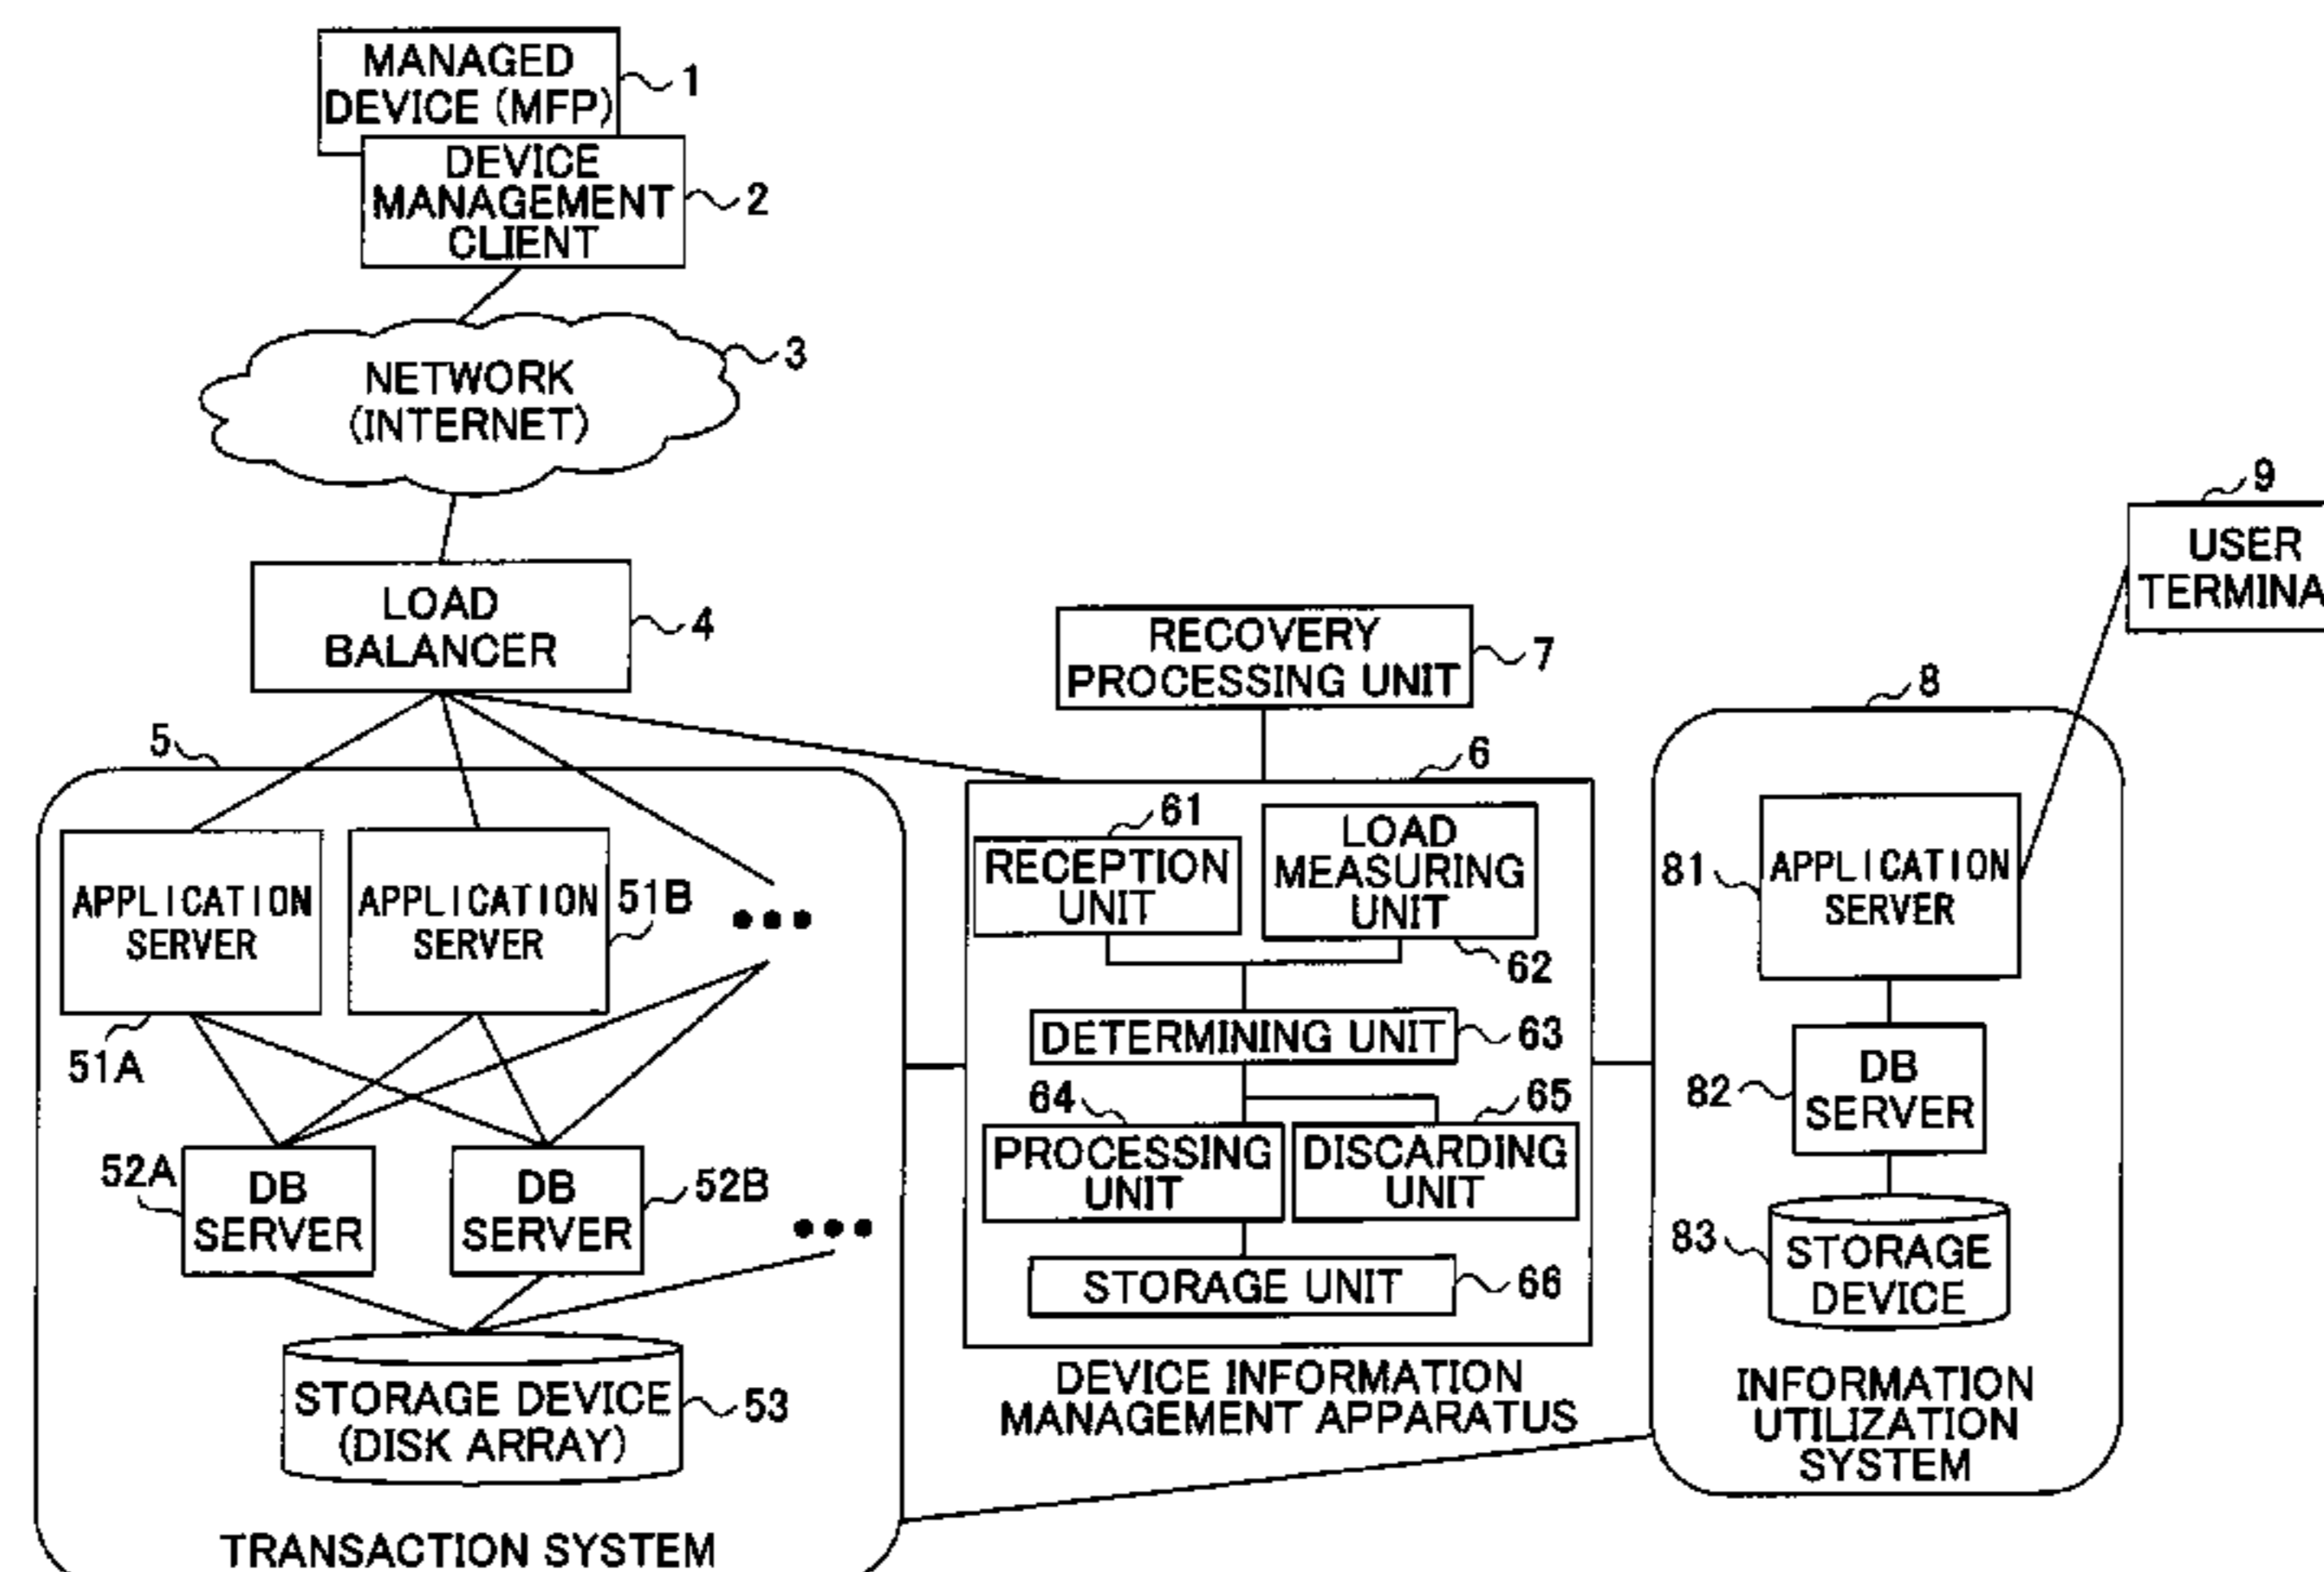 MANAGED
DEVICE (MFP)
1
DEVICE
MANAGEMENT
CLIENT
2
3
NETWORK
(INTERNET)
LOAD
BALANCER
4
9
USER
TERMINA
RECOVERY
PROCESSING UNIT
7
5
6
8
61
RECEPTION
UNIT
LOAD
MEASURING
UNIT
62
APPLICATION
SERVER
51A
APPLICATION
SERVER
51B
81
APPLICATION
SERVER
DETERMINING UNIT
63
64
PROCESSING
UNIT
65
DISCARDING
UNIT
82
DB
SERVER
52A
DB
SERVER
DB
SERVER
52B
STORAGE UNIT
66
83
STORAGE
DEVICE
STORAGE DEVICE
(DISK ARRAY)
53
DEVICE INFORMATION
MANAGEMENT APPARATUS
INFORMATION
UTILIZATION
SYSTEM
TRANSACTION SYSTEM